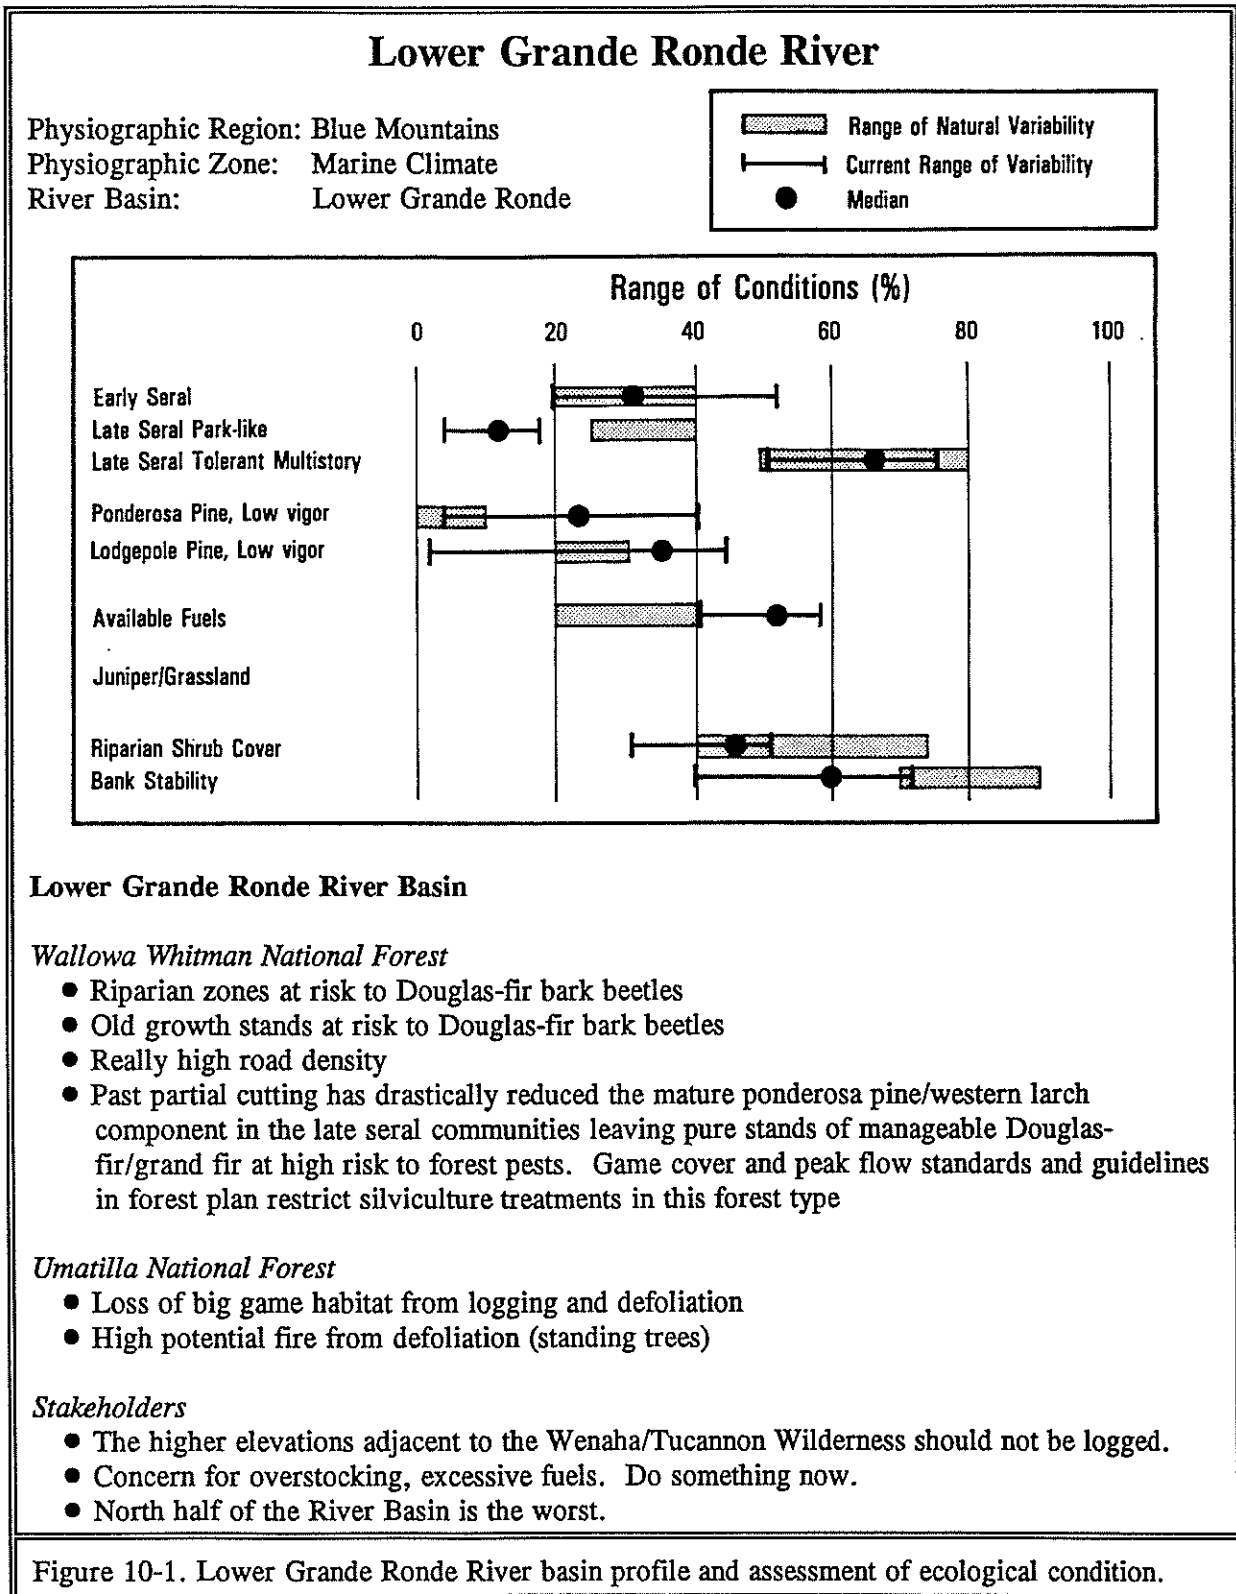 Lower Grande Ronde River
Physiographic Region: Blue Mountains
Physiographic Zone: Marine Climate
River Basin: Lower Grande Ronde
Range of Natural Variability
Current Range of Variability
Median
Range of Conditions (%)
0 20 40 60 80 100
Early Seral
Late Seral Park-like
Late Seral Tolerant Multistory
Ponderosa Pine, Low vigor
Lodgepole Pine, Low vigor
Available Fuels
Juniper/Grassland
Riparian Shrub Cover
Bank Stability
Lower Grande Ronde River Basin
Wallowa Whitman National Forest
● Riparian zones at risk to Douglas-fir bark beetles
● Old growth stands at risk to Douglas-fir bark beetles
● Really high road density
● Past partial cutting has drastically reduced the mature ponderosa pine/western larch
component in the late seral communities leaving pure stands of manageable Douglas-
fir/grand fir at high risk to forest pests. Game cover and peak flow standards and guidelines
in forest plan restrict silviculture treatments in this forest type
Umatilla National Forest
● Loss of big game habitat from logging and defoliation
● High potential fire from defoliation (standing trees)
Stakeholders
● The higher elevations adjacent to the Wenaha/Tucannon Wilderness should not be logged.
● Concern for overstocking, excessive fuels. Do something now.
● North half of the River Basin is the worst.
Figure 10-1. Lower Grande Ronde River basin profile and assessment of ecological condition.